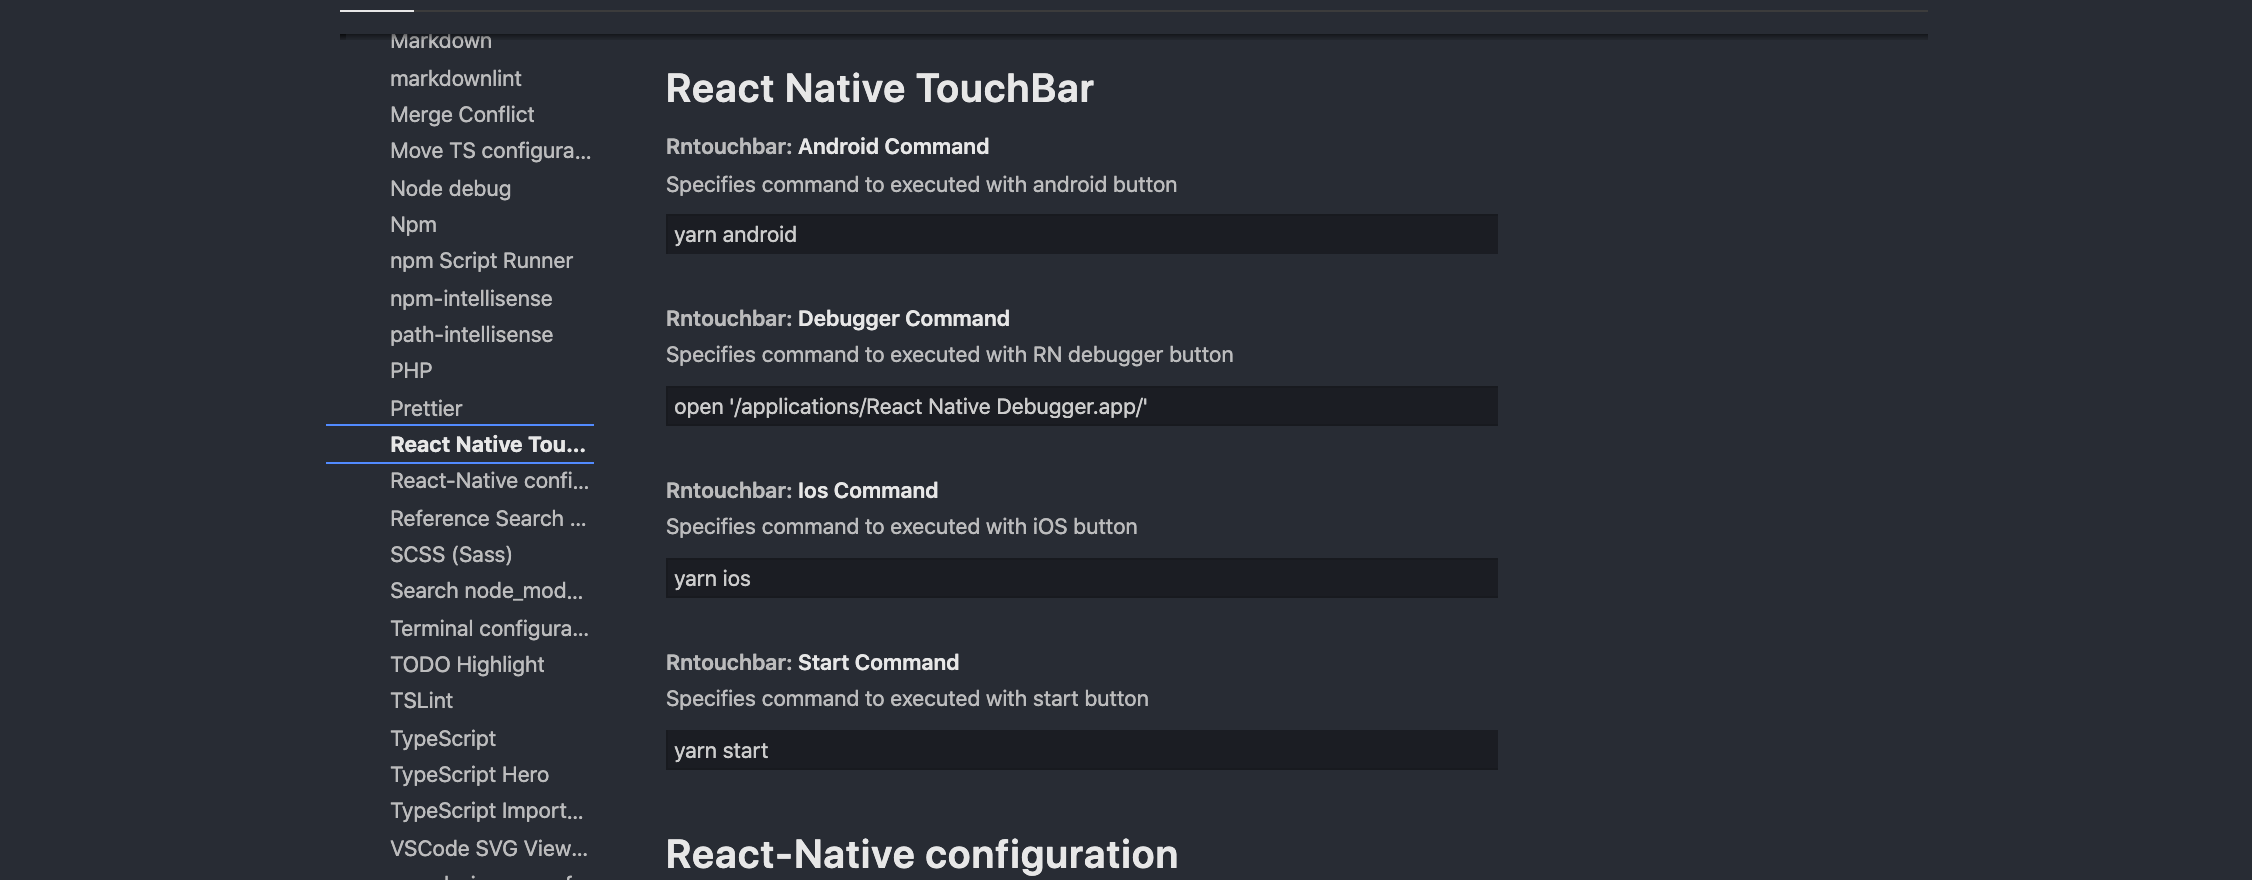 Markdown
markdownlint
Merge Conflict
Move TS configura...
Node debug
Npm
npm Script Runner
npm-intellisense
path-intellisense
PHP
Prettier
React Native Tou...
React-Native confi...
Reference Search ...
SCSS (Sass)
Search node_mod...
Terminal configura...
TODO Highlight
TSLint
TypeScript
TypeScript Hero
TypeScript Import...
VSCode SVG View...
React Native TouchBar
Rntouchbar: Android Command
Specifies command to executed with android button
yarn android
Rntouchbar: Debugger Command
Specifies command to executed with RN debugger button
open '/applications/React Native Debugger.app/'
Rntouchbar: Ios Command
Specifies command to executed with iOS button
yarn ios
Rntouchbar: Start Command
Specifies command to executed with start button
yarn start
React-Native configuration